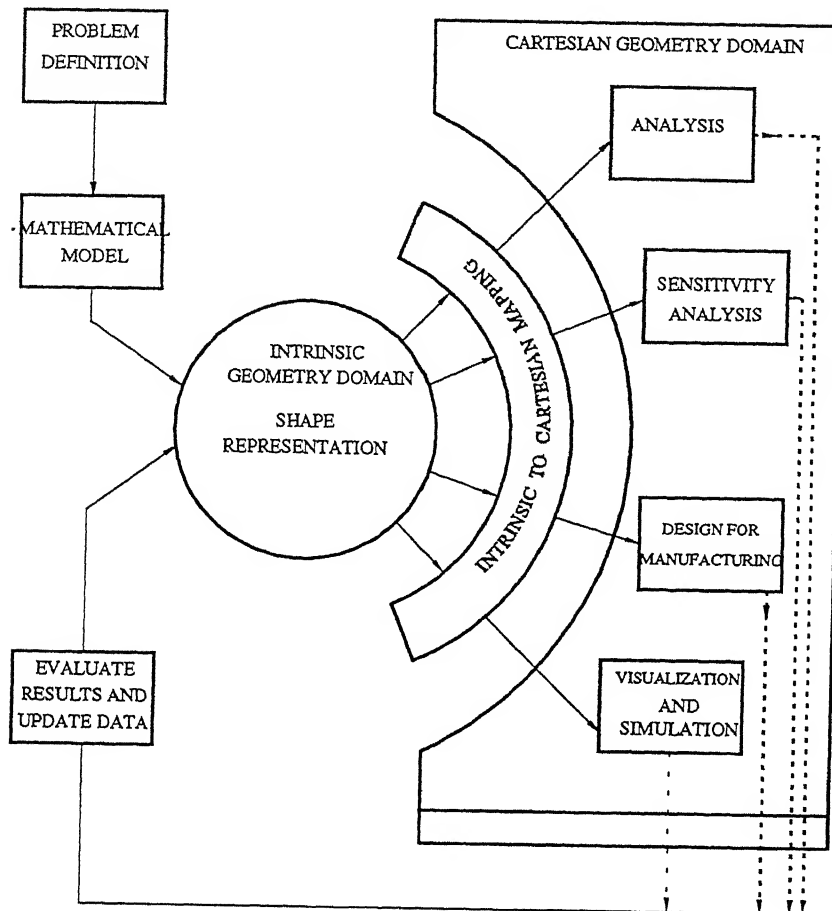 PROBLEM
DEFINITION
MATHEMATICAL
MODEL
INTRINSIC
GEOMETRY DOMAIN
SHAPE
REPRESENTATION
EVALUATE
RESULTS AND
UPDATE DATA
INTRINSIC TO CARTESIAN MAPPING
CARTESIAN GEOMETRY DOMAIN
ANALYSIS
SENSITIVITY
ANALYSIS
DESIGN FOR
MANUFACTURING
VISUALIZATION
AND
SIMULATION